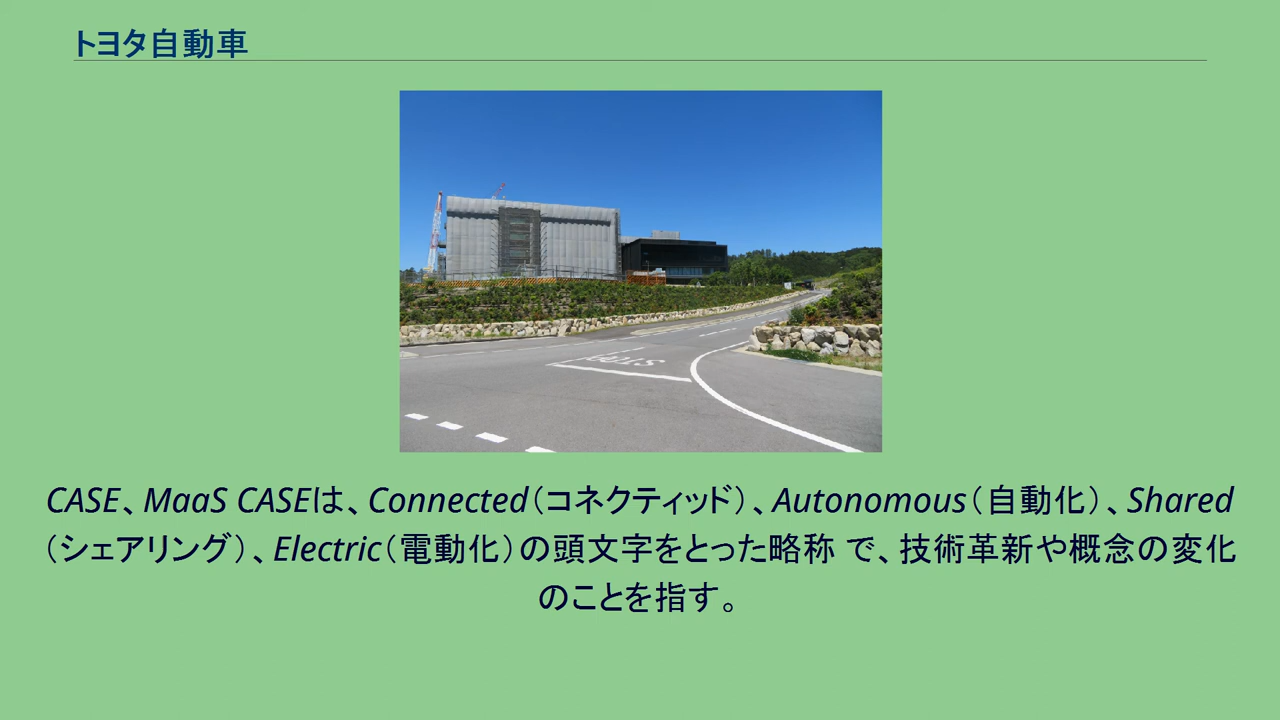 トヨタ自動車
STOP
CASE、MaaS CASEは、Connected（コネクティッド）、Autonomous（自動化）、Shared
（シェアリング）、Electric（電動化）の頭文字をとった略称 で、技術革新や概念の変化
のことを指す。